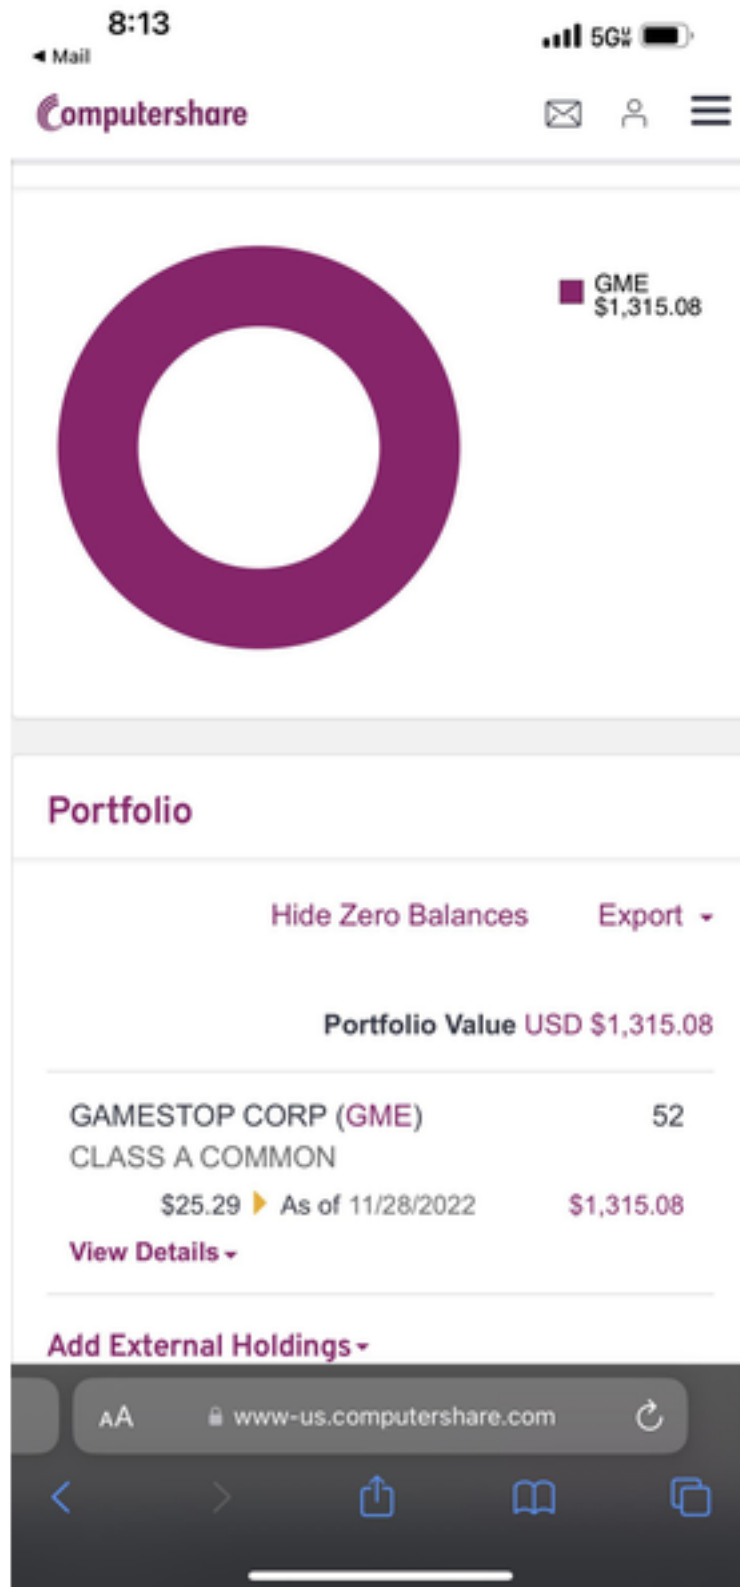 8:13
5G
Mail
Computershare
GME
$1,315.08
Portfolio
Hide Zero Balances Export
Portfolio Value USD $1,315.08
GAMESTOP CORP (GME) 52
CLASS A COMMON
$25.29 As of 11/28/2022 $1,315.08
View Details
Add External Holdings
AA www-us.computershare.com